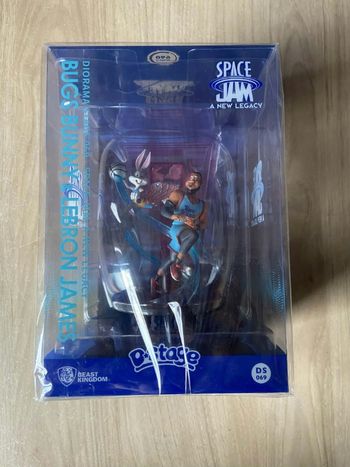 SPACE
JAM
A NEW LEGACY
DIORAMA
BUGS BUNNY & LEBRON JAMES
D-Stage
BEAST
KINGDOM
DS
069